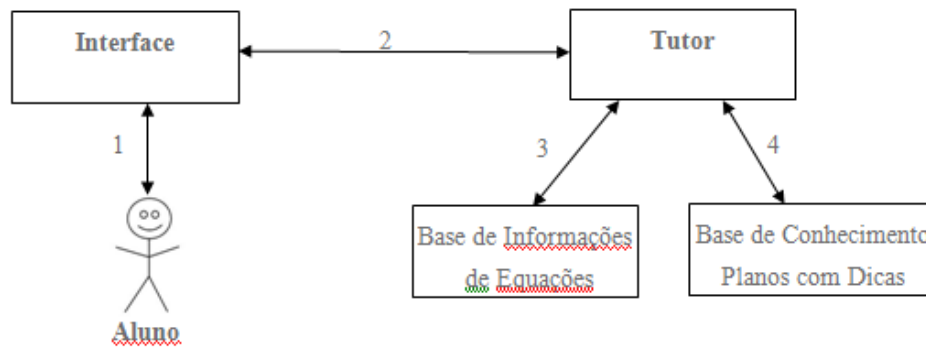 Interface
2
Tutor
1
3
4
Base de Informações
de Equações
Base de Conhecimento
Planos com Dicas
Aluno